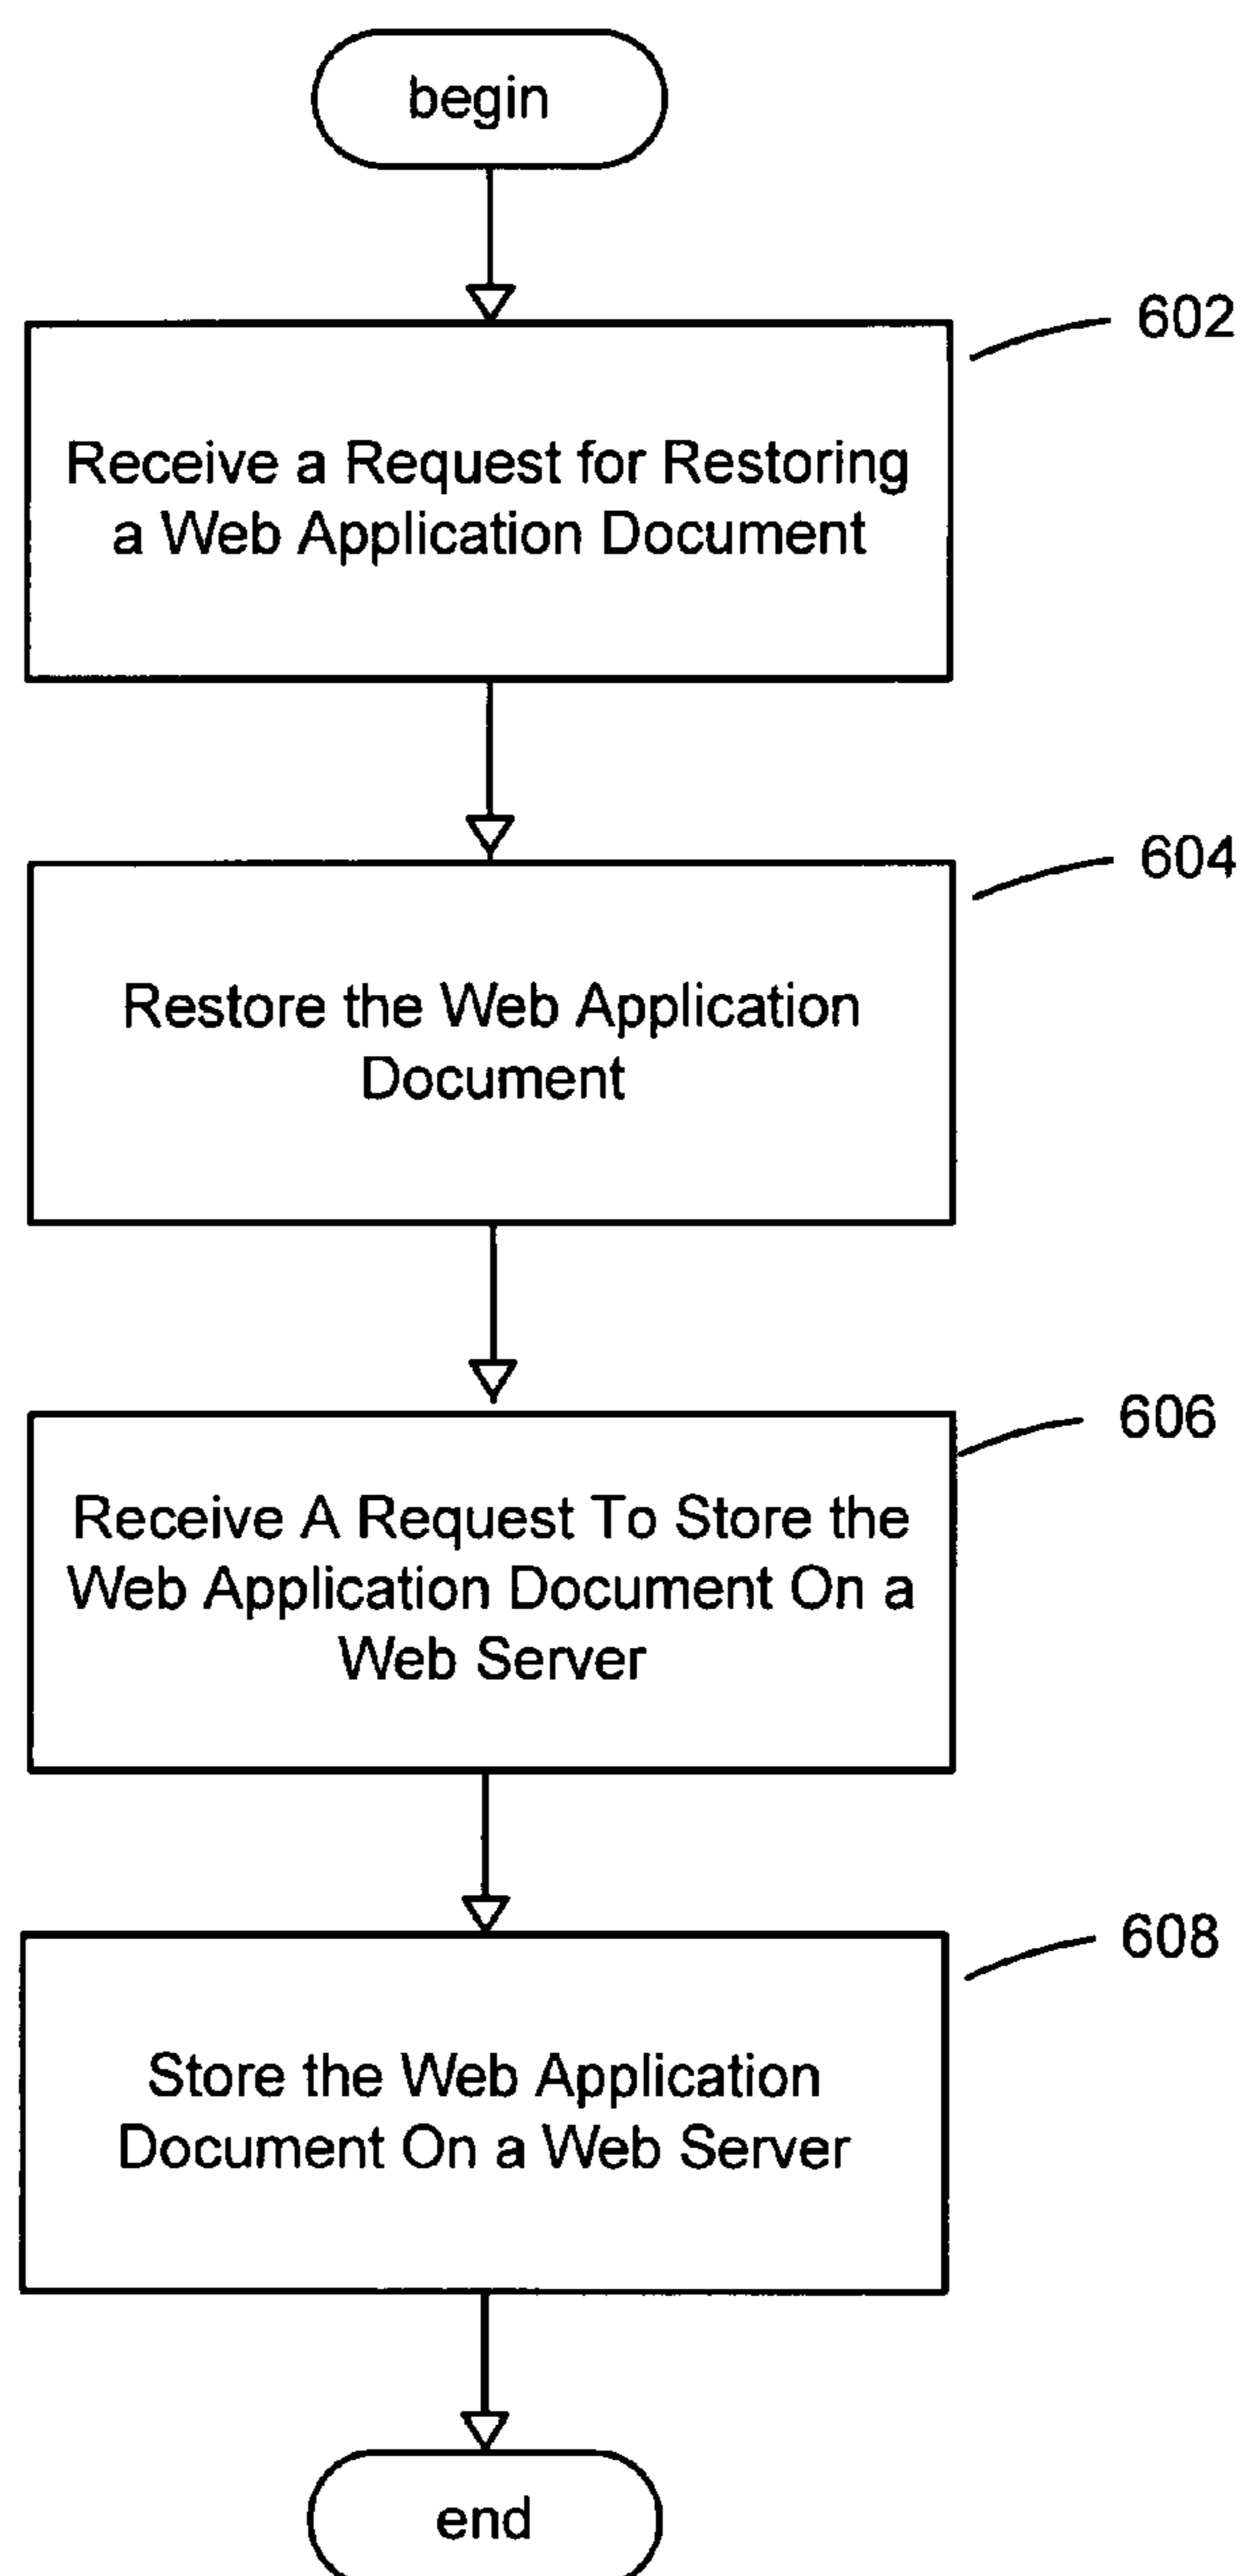 begin
602
Receive a Request for Restoring
a Web Application Document
604
Restore the Web Application
Document
606
Receive A Request To Store the
Web Application Document On a
Web Server
608
Store the Web Application
Document On a Web Server
end